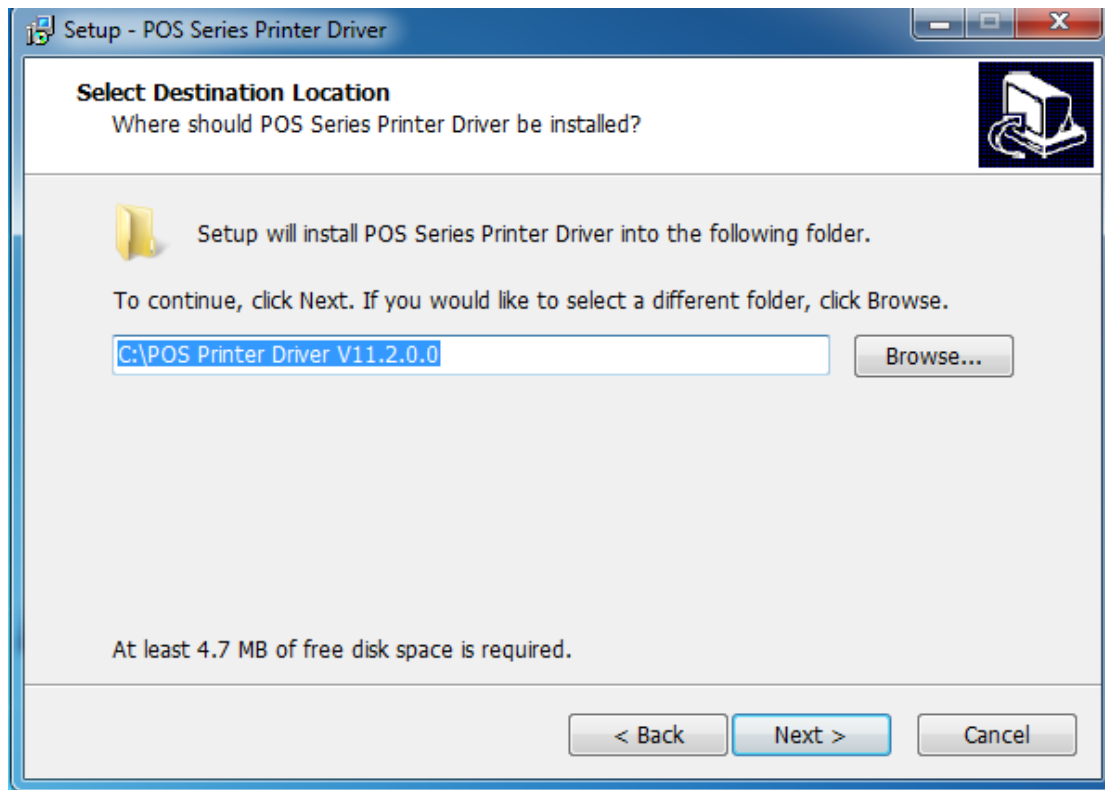 Setup - POS Series Printer Driver
Select Destination Location
Where should POS Series Printer Driver be installed?
Setup will install POS Series Printer Driver into the following folder.
To continue, click Next. If you would like to select a different folder, click Browse.
C:\POS Printer Driver V11.2.0.0
Browse...
At least 4.7 MB of free disk space is required.
< Back
Next >
Cancel